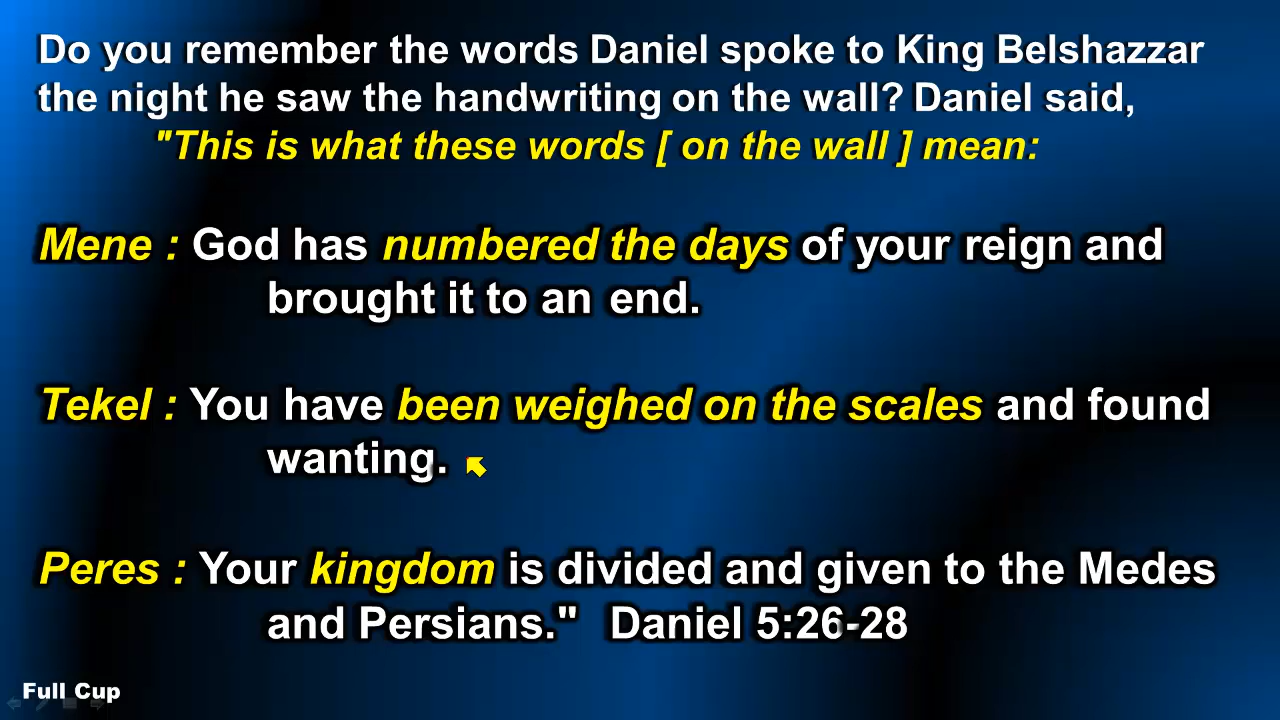 Do you remember the words Daniel spoke to King Belshazzar
the night he saw the handwriting on the wall? Daniel said,
"This is what these words [ on the wall ] mean:
Mene : God has numbered the days of your reign and
brought it to an end.
Tekel : You have been weighed on the scales and found
wanting.
Peres : Your kingdom is divided and given to the Medes
and Persians." Daniel 5:26-28
Full Cup